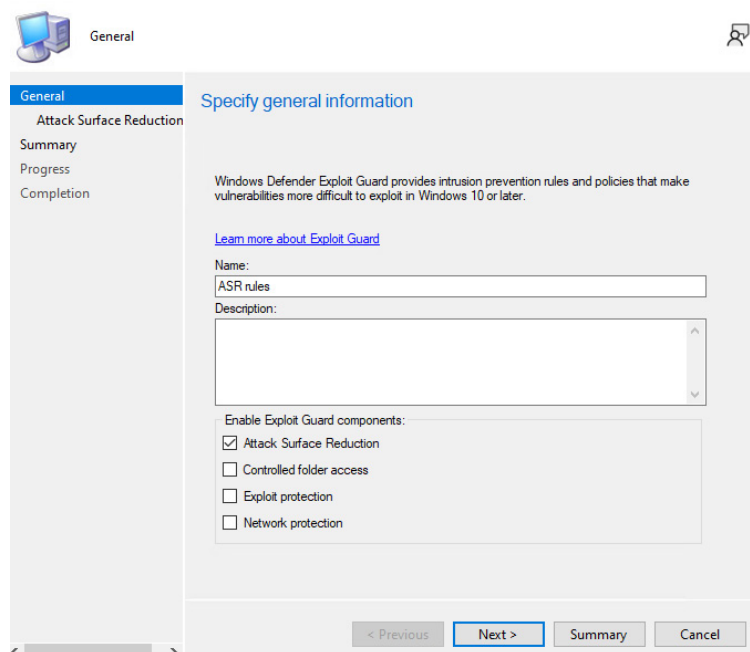 General
General
Attack Surface Reduction
Summary
Progress
Completion
Specify general information
Windows Defender Exploit Guard provides intrusion prevention rules and policies that make
vulnerabilities more difficult to exploit in Windows 10 or later.
Learn more about Exploit Guard
Name:
ASR rules
Description:
Enable Exploit Guard components:
Attack Surface Reduction
Controlled folder access
Exploit protection
Network protection
< Previous
Next >
Summary
Cancel